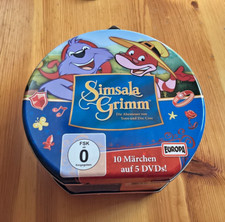 Simsala
Grimm
Die Abenteuer von
Yoyo und Doc Croc
FSK
0
10 Märchen
auf 5 DVDs!
EUROPA